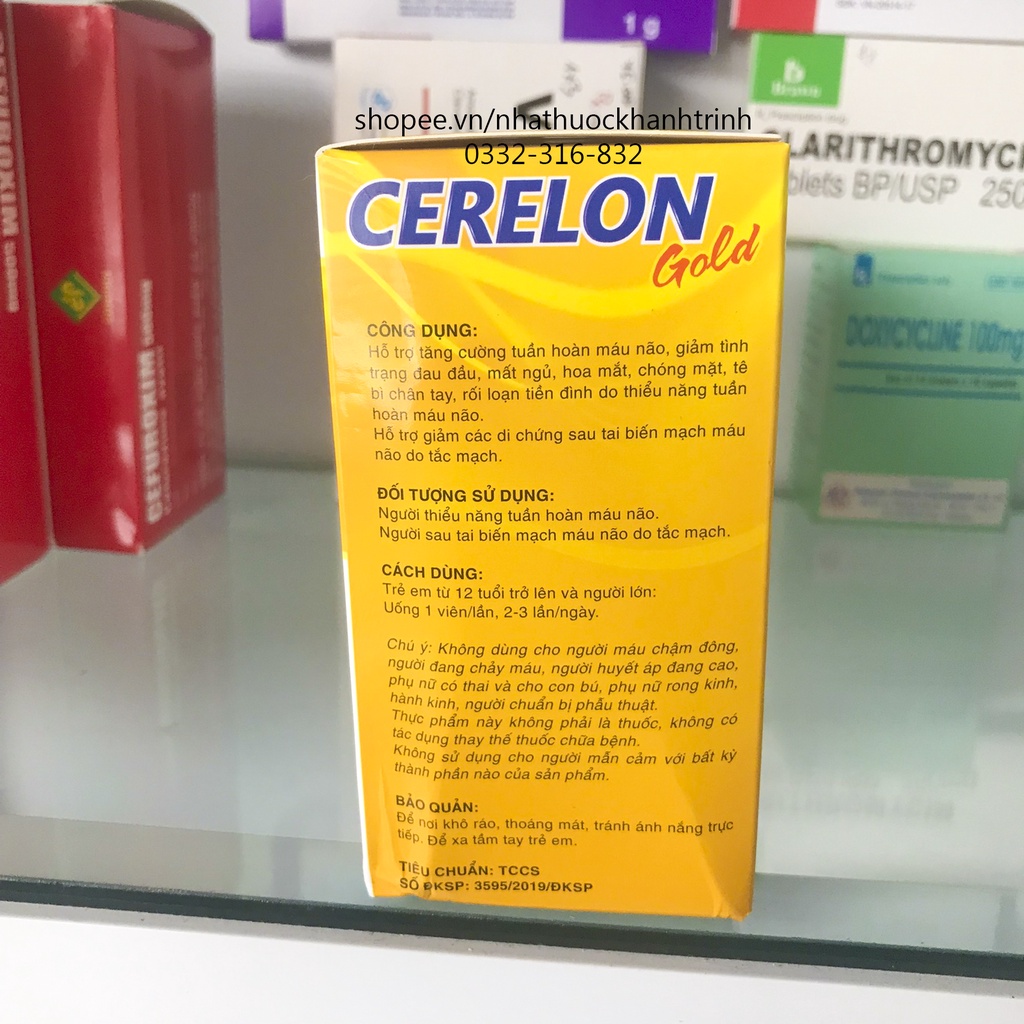 1 g
shopee.vn/nhathuockhanhtrinh
0332-316-832
CERELON
Gold
CÔNG DỤNG:
Hỗ trợ tăng cường tuần hoàn máu não, giảm tình
trạng đau đầu, mất ngủ, hoa mắt, chóng mặt, tê
bì chân tay, rối loạn tiền đình do thiểu năng tuần
hoàn máu não.
Hỗ trợ giảm các di chứng sau tai biến mạch máu
não do tắc mạch.
ĐỐI TƯỢNG SỬ DỤNG:
Người thiểu năng tuần hoàn máu não.
Người sau tai biến mạch máu não do tắc mạch.
CÁCH DÙNG:
Trẻ em từ 12 tuổi trở lên và người lớn:
Uống 1 viên/lần, 2-3 lần/ngày.
Chú ý: Không dùng cho người máu chậm đông,
người đang chảy máu, người huyết áp đang cao,
phụ nữ có thai và cho con bú, phụ nữ rong kinh,
hành kinh, người chuẩn bị phẫu thuật.
Thực phẩm này không phải là thuốc, không có
tác dụng thay thế thuốc chữa bệnh.
Không sử dụng cho người mẫn cảm với bất kỳ
thành phần nào của sản phẩm.
BẢO QUẢN:
Để nơi khô ráo, thoáng mát, tránh ánh nắng trực
tiếp. Để xa tầm tay trẻ em.
TIÊU CHUẨN: TCCS
SỐ ĐKSP: 3595/2019/ĐKSP
CEFUROXIM
LARITHROMYCI
blets BP/USP 250
DOXICYCLINE 100mg